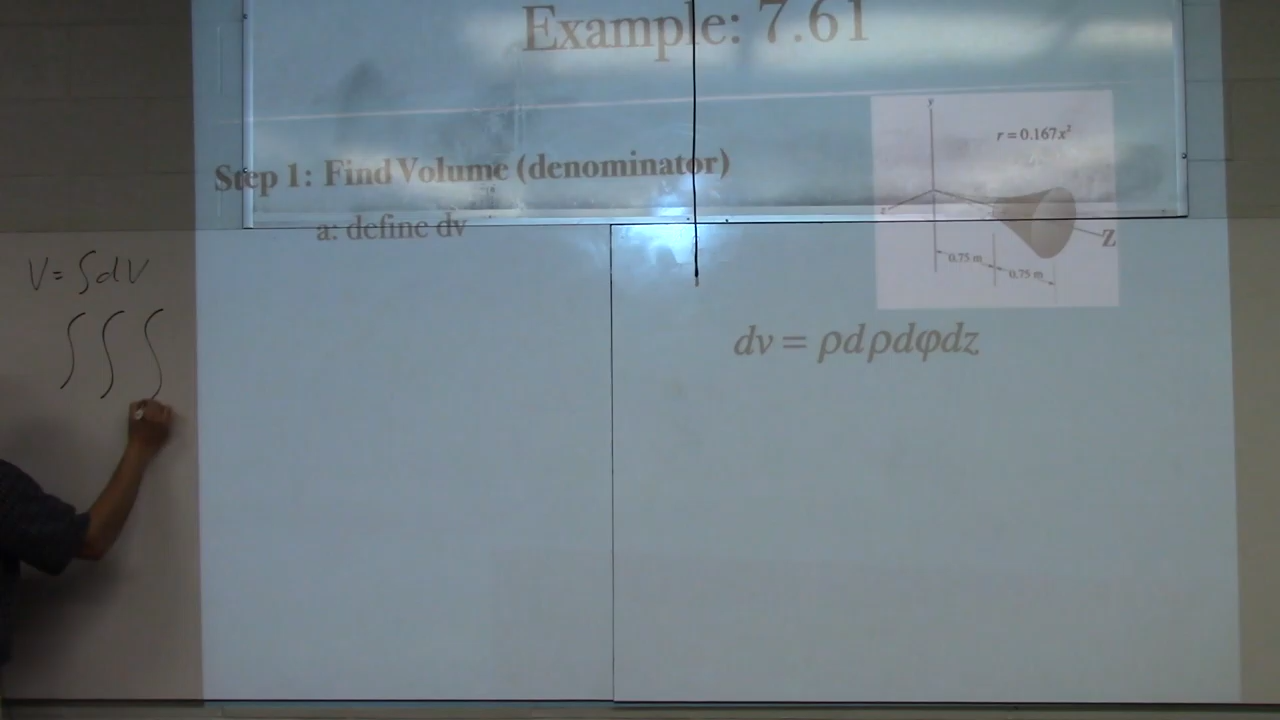 Example: 7.61
Step 1: Find Volume (denominator)
a: define dv
y
r = 0.167x²
Z
0.75 m
0.75 m
V = ∫dV
∫∫∫
dv = ρdρdφdz